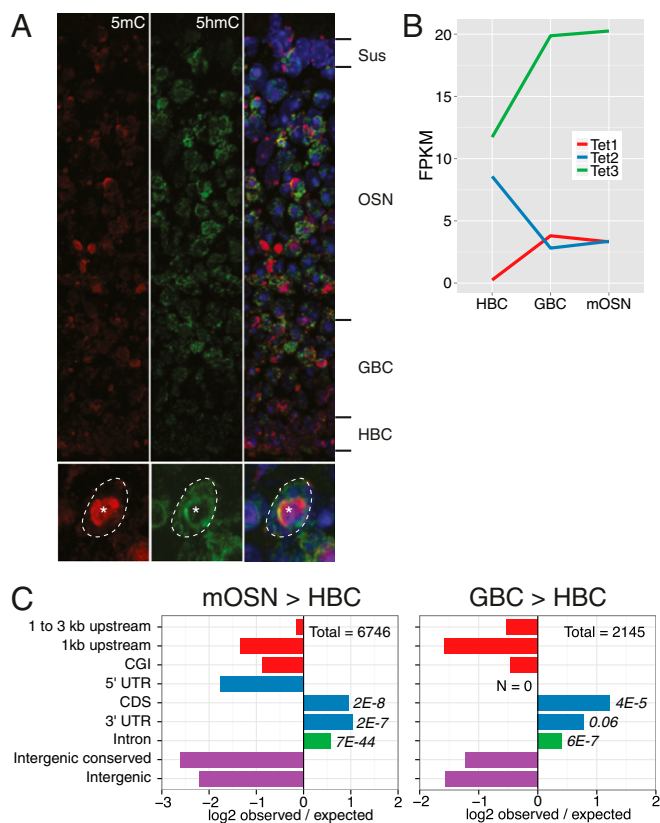 A
5mC
5hmC
Sus
OSN
GBC
HBC
*
*
*
B
FPKM
20
15
10
5
0
Tet1
Tet2
Tet3
HBC
GBC
mOSN
C
mOSN > HBC
GBC > HBC
1 to 3 kb upstream
1kb upstream
CGI
5' UTR
CDS
3' UTR
Intron
Intergenic conserved
Intergenic
Total = 6746
2E-8
2E-7
7E-44
−3 −2 −1 0 1 2
log2 observed / expected
Total = 2145
N = 0
4E-5
0.06
6E-7
−2 −1 0 1 2
log2 observed / expected